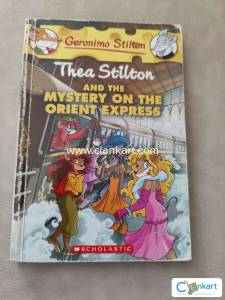 Geronimo Stilton
Thea Stilton
AND THE
MYSTERY ON THE
ORIENT EXPRESS
www.clankart.com
SCHOLASTIC
Clankart